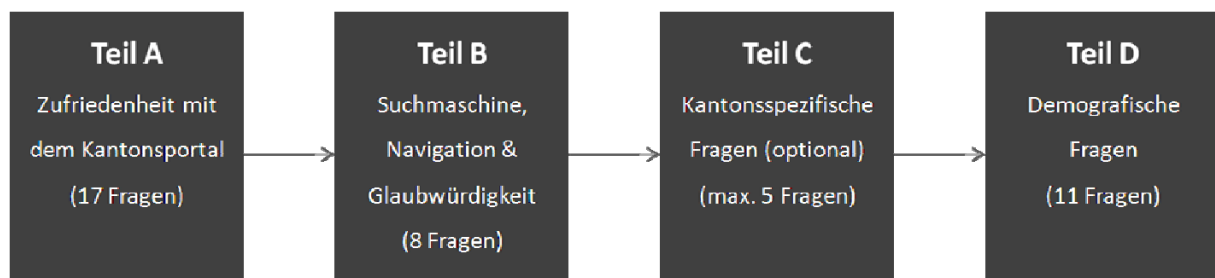 Teil A
Zufriedenheit mit
dem Kantonsportal
(17 Fragen)
Teil B
Suchmaschine,
Navigation &
Glaubwürdigkeit
(8 Fragen)
Teil C
Kantonsspezifische
Fragen (optional)
(max. 5 Fragen)
Teil D
Demografische
Fragen
(11 Fragen)